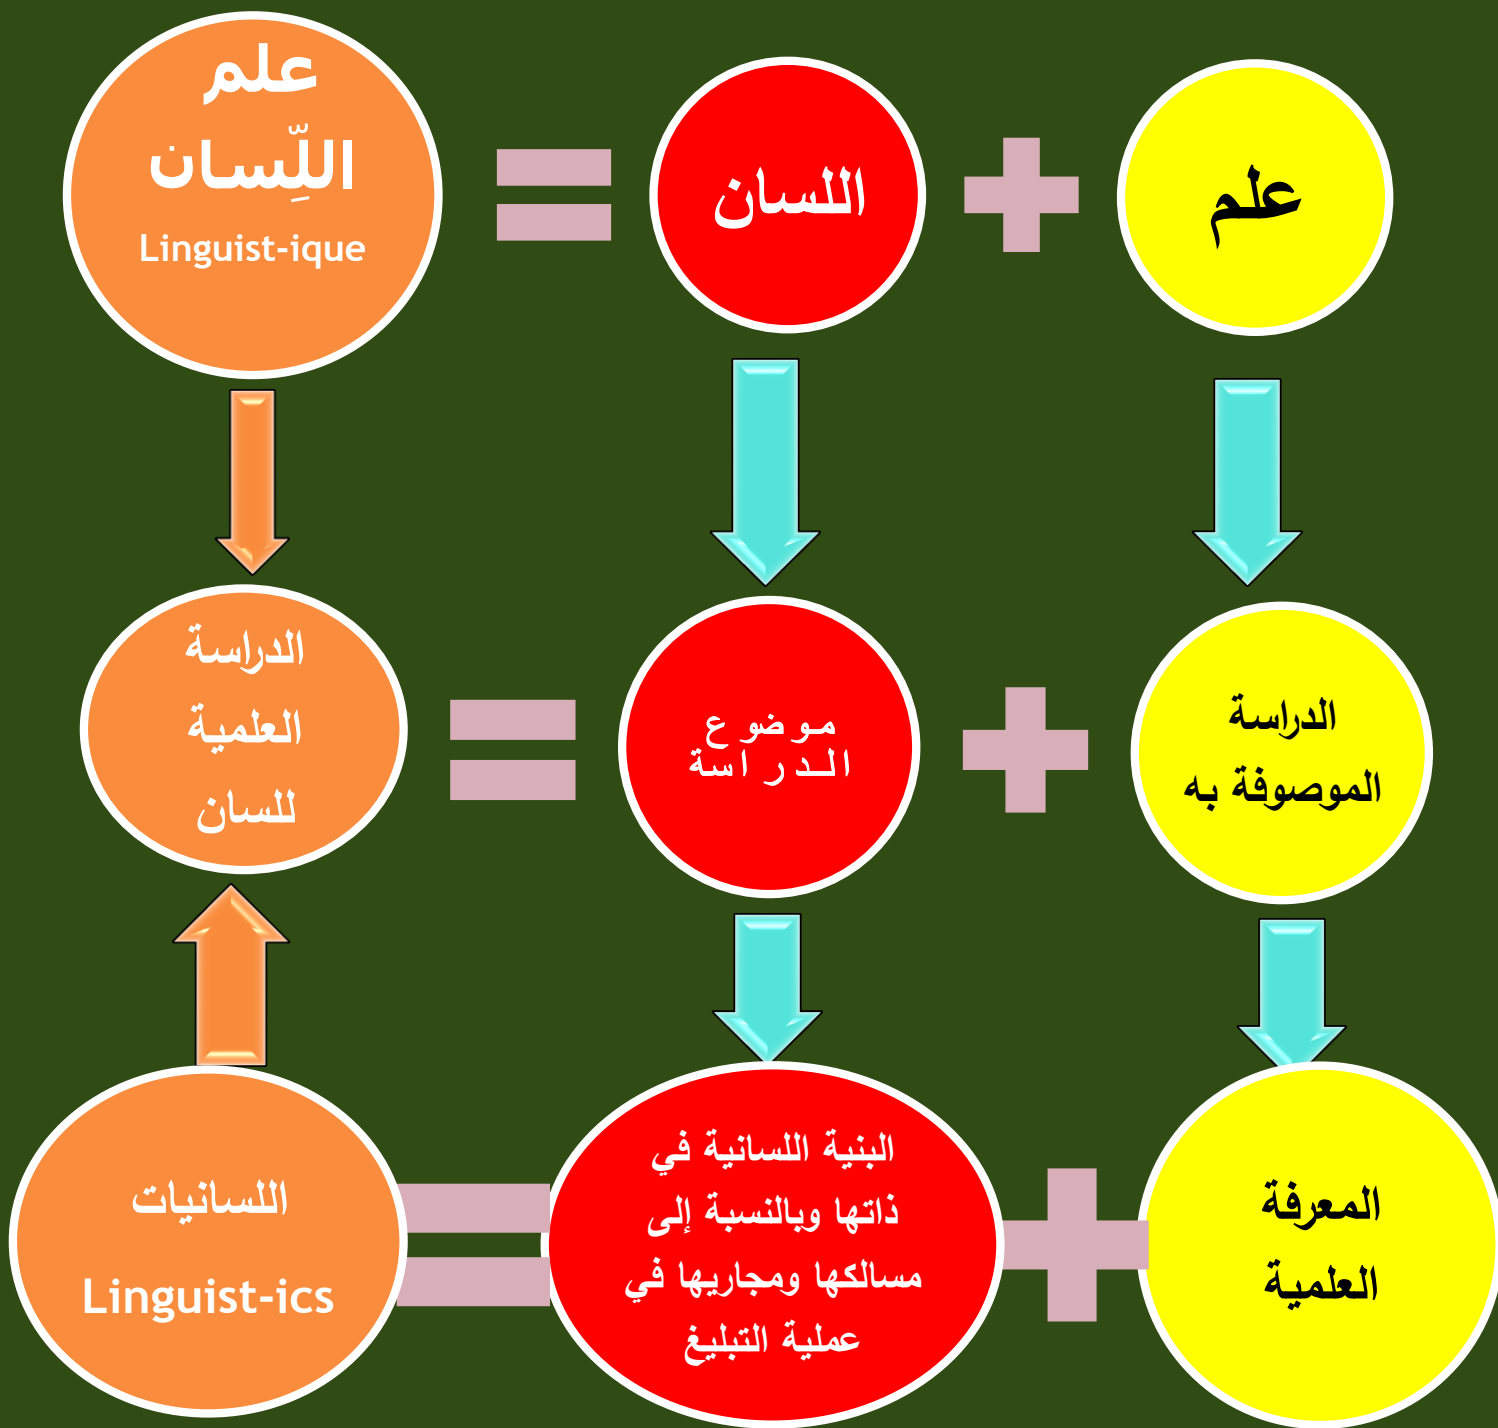 علم
اللسان
علم
اللِّسان
Linguist-ique
الدراسة
الموصوفة به
موضوع
الدراسة
الدراسة
العلمية
للسان
المعرفة
العلمية
البنية اللسانية في
ذاتها وبالنسبة إلى
مسالكها ومجاريها في
عملية التبليغ
اللسانيات
Linguist-ics